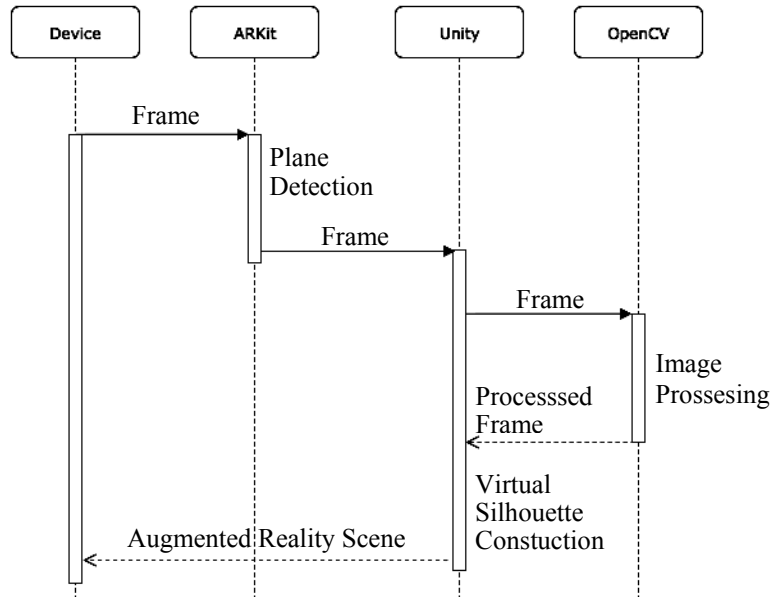 Device
ARKit
Unity
OpenCV
Frame
Plane
Detection
Frame
Frame
Image
Prossesing
Processsed
Frame
Virtual
Silhouette
Constuction
Augmented Reality Scene